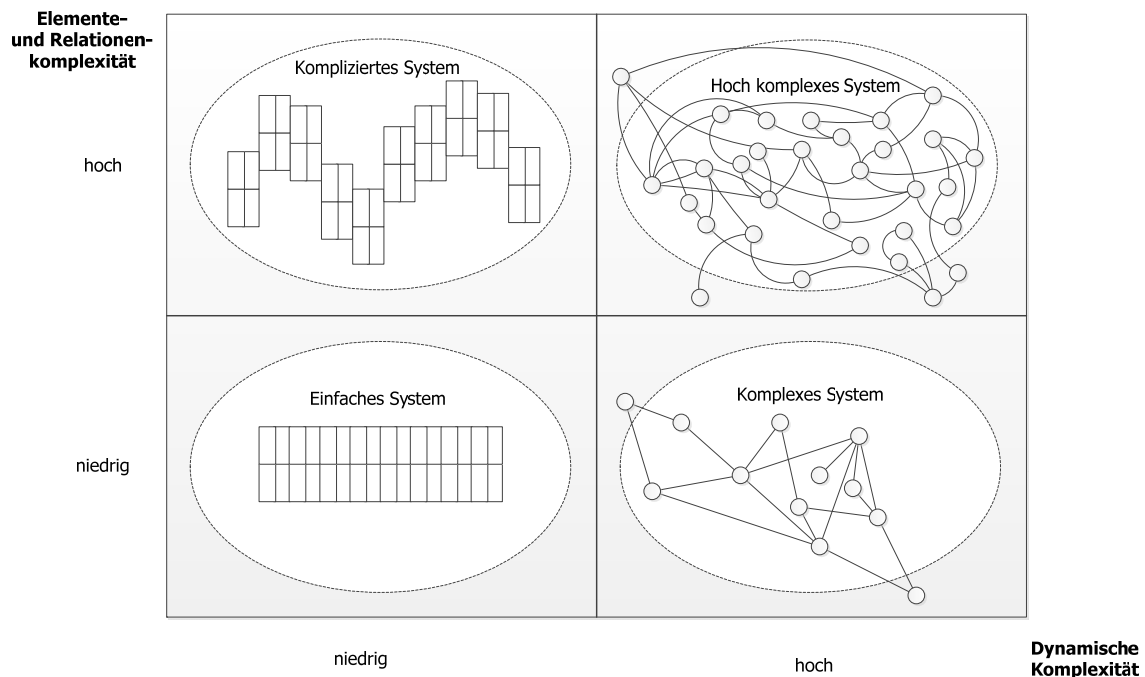 Elemente-
und Relationen-
komplexität
Kompliziertes System
Hoch komplexes System
hoch
Einfaches System
Komplexes System
niedrig
niedrig
hoch
Dynamische
Komplexität